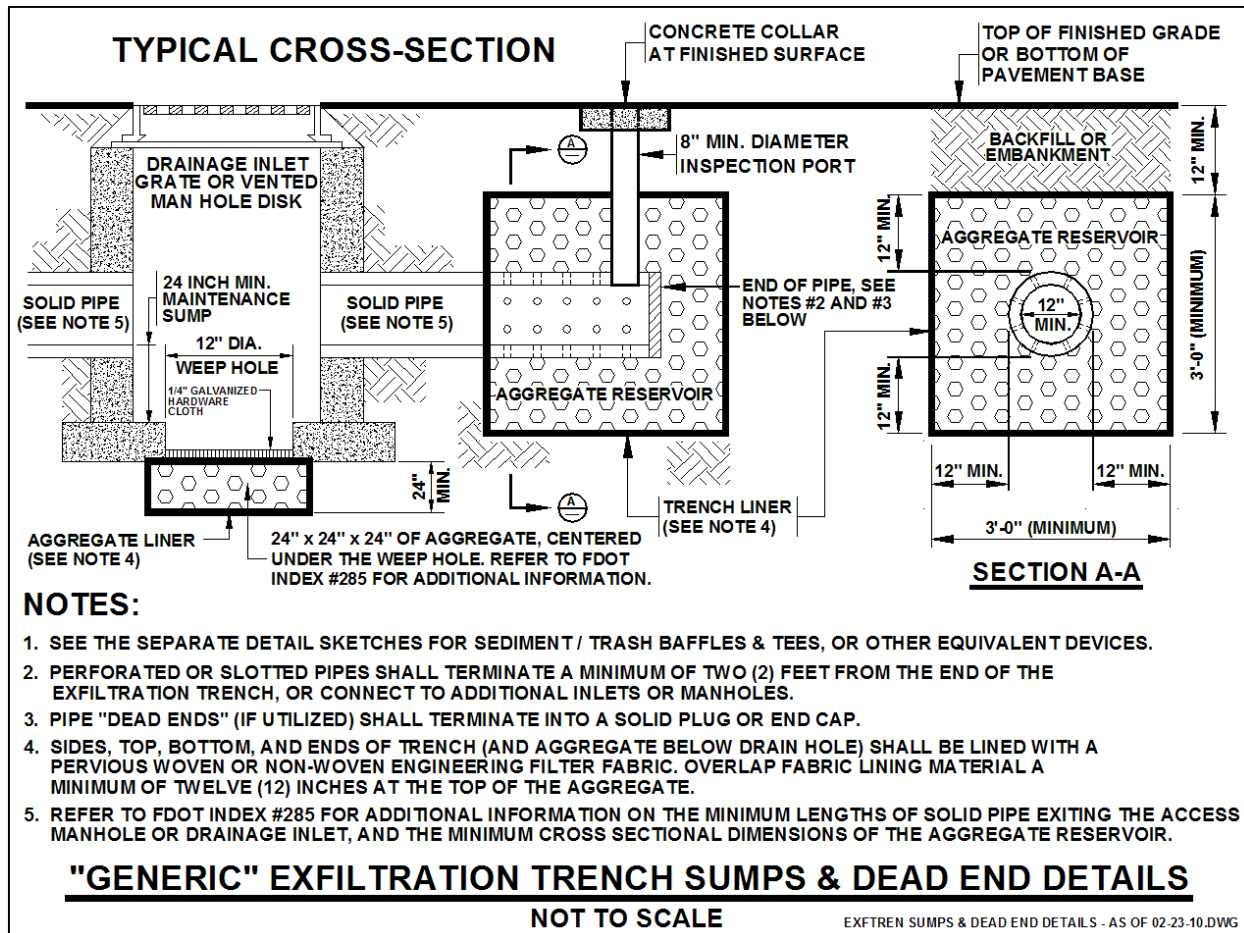 TYPICAL CROSS-SECTION
CONCRETE COLLAR
AT FINISHED SURFACE
TOP OF FINISHED GRADE
OR BOTTOM OF
PAVEMENT BASE
DRAINAGE INLET
GRATE OR VENTED
MAN HOLE DISK
A
8" MIN. DIAMETER
INSPECTION PORT
BACKFILL OR
EMBANKMENT
12" MIN.
12" MIN.
AGGREGATE RESERVOIR
24 INCH MIN.
MAINTENANCE
SUMP
SOLID PIPE
(SEE NOTE 5)
SOLID PIPE
(SEE NOTE 5)
END OF PIPE, SEE
NOTES #2 AND #3
BELOW
12"
MIN.
3'-0" (MINIMUM)
12" DIA.
WEEP HOLE
1/4" GALVANIZED
HARDWARE
CLOTH
AGGREGATE RESERVOIR
12" MIN.
24"
MIN.
12" MIN.
12" MIN.
A
TRENCH LINER
(SEE NOTE 4)
3'-0" (MINIMUM)
AGGREGATE LINER
(SEE NOTE 4)
24" x 24" x 24" OF AGGREGATE, CENTERED
UNDER THE WEEP HOLE. REFER TO FDOT
INDEX #285 FOR ADDITIONAL INFORMATION.
SECTION A-A
NOTES:
1. SEE THE SEPARATE DETAIL SKETCHES FOR SEDIMENT / TRASH BAFFLES & TEES, OR OTHER EQUIVALENT DEVICES.
2. PERFORATED OR SLOTTED PIPES SHALL TERMINATE A MINIMUM OF TWO (2) FEET FROM THE END OF THE
EXFILTRATION TRENCH, OR CONNECT TO ADDITIONAL INLETS OR MANHOLES.
3. PIPE "DEAD ENDS" (IF UTILIZED) SHALL TERMINATE INTO A SOLID PLUG OR END CAP.
4. SIDES, TOP, BOTTOM, AND ENDS OF TRENCH (AND AGGREGATE BELOW DRAIN HOLE) SHALL BE LINED WITH A
PERVIOUS WOVEN OR NON-WOVEN ENGINEERING FILTER FABRIC. OVERLAP FABRIC LINING MATERIAL A
MINIMUM OF TWELVE (12) INCHES AT THE TOP OF THE AGGREGATE.
5. REFER TO FDOT INDEX #285 FOR ADDITIONAL INFORMATION ON THE MINIMUM LENGTHS OF SOLID PIPE EXITING THE ACCESS
MANHOLE OR DRAINAGE INLET, AND THE MINIMUM CROSS SECTIONAL DIMENSIONS OF THE AGGREGATE RESERVOIR.
"GENERIC" EXFILTRATION TRENCH SUMPS & DEAD END DETAILS
NOT TO SCALE
EXFTREN SUMPS & DEAD END DETAILS - AS OF 02-23-10.DWG